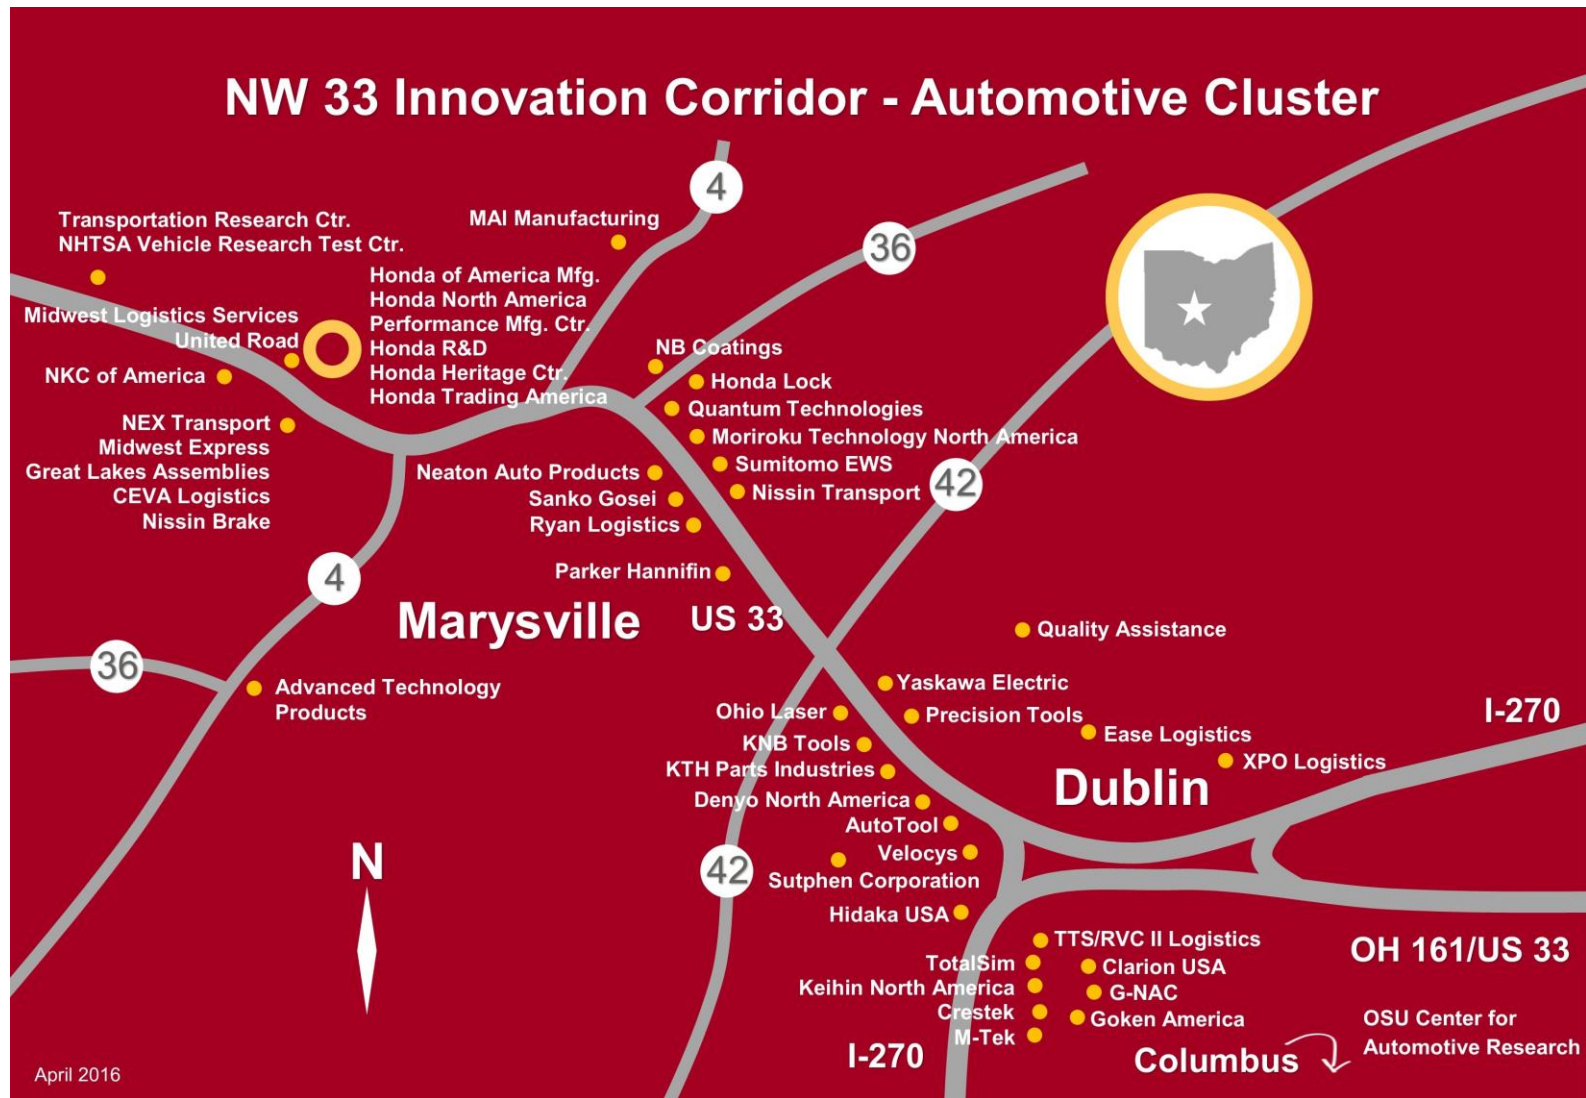 NW 33 Innovation Corridor - Automotive Cluster
4
36
Transportation Research Ctr.
NHTSA Vehicle Research Test Ctr.
MAI Manufacturing
Honda of America Mfg.
Honda North America
Performance Mfg. Ctr.
Honda R&D
Honda Heritage Ctr.
Honda Trading America
Midwest Logistics Services
United Road
NKC of America
NEX Transport
Midwest Express
Great Lakes Assemblies
CEVA Logistics
Nissin Brake
NB Coatings
Honda Lock
Quantum Technologies
Moriroku Technology North America
Sumitomo EWS
Nissin Transport
42
Neaton Auto Products
Sanko Gosei
Ryan Logistics
Parker Hannifin
4
Marysville
US 33
36
Advanced Technology
Products
Quality Assistance
Yaskawa Electric
Precision Tools
Ease Logistics
XPO Logistics
I-270
Dublin
Ohio Laser
KNB Tools
KTH Parts Industries
Denyo North America
AutoTool
Velocys
Sutphen Corporation
Hidaka USA
42
N
TTS/RVC II Logistics
TotalSim
Clarion USA
Keihin North America
G-NAC
Crestek
Goken America
M-Tek
OH 161/US 33
I-270
Columbus
OSU Center for
Automotive Research
April 2016